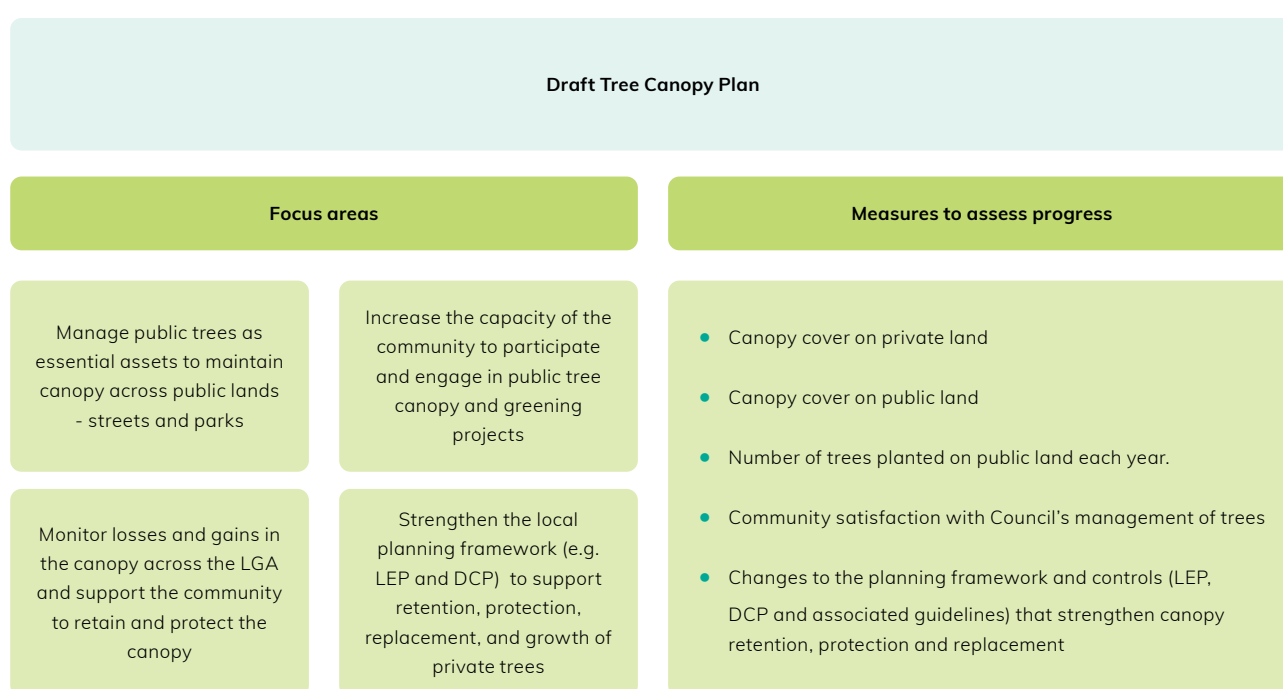 Draft Tree Canopy Plan
Focus areas
Measures to assess progress
Manage public trees as
essential assets to maintain
canopy across public lands
- streets and parks
Increase the capacity of the
community to participate
and engage in public tree
canopy and greening
projects
Monitor losses and gains in
the canopy across the LGA
and support the community
to retain and protect the
canopy
Strengthen the local
planning framework (e.g.
LEP and DCP) to support
retention, protection,
replacement, and growth of
private trees
Canopy cover on private land
Canopy cover on public land
Number of trees planted on public land each year.
Community satisfaction with Council's management of trees
Changes to the planning framework and controls (LEP,
DCP and associated guidelines) that strengthen canopy
retention, protection and replacement